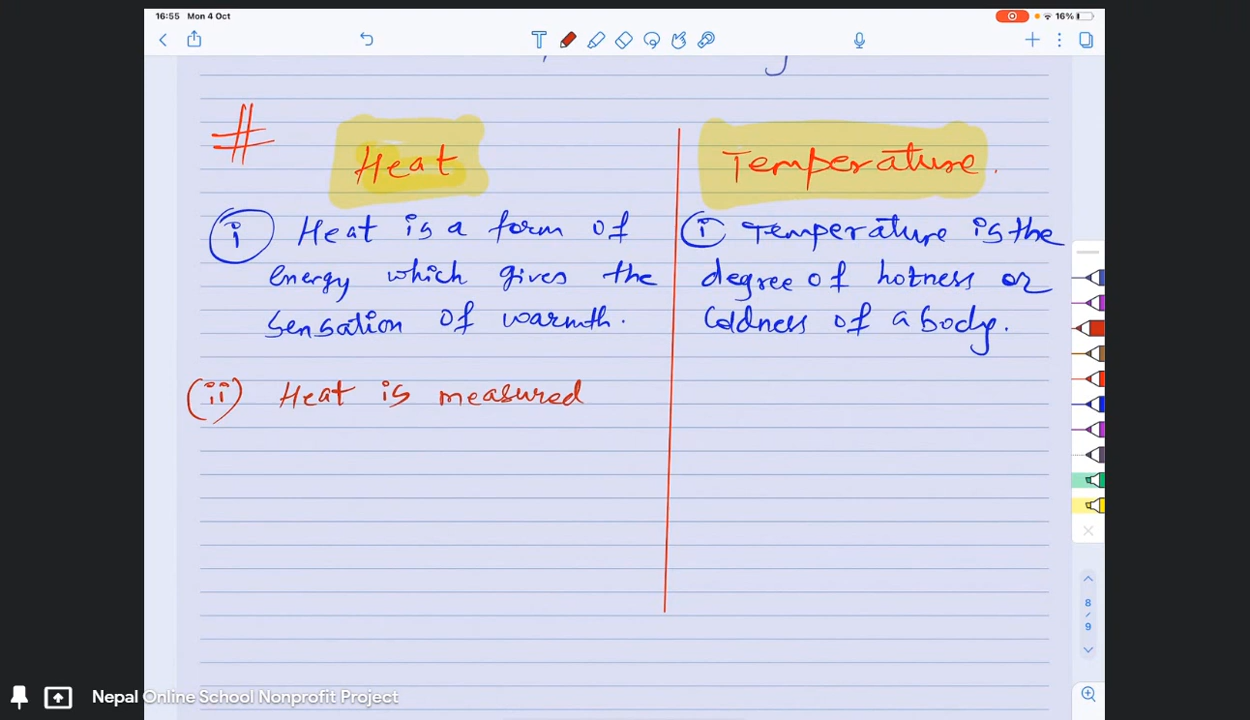 16:55 Mon 4 Oct
16%
#
Heat
Temperature.
(i) Heat is a form of
energy which gives the
sensation of warmth.
(i) Temperature is the
degree of hotness or
coldness of a body.
(ii) Heat is measured
8
/
9
Nepal Online School Nonprofit Project